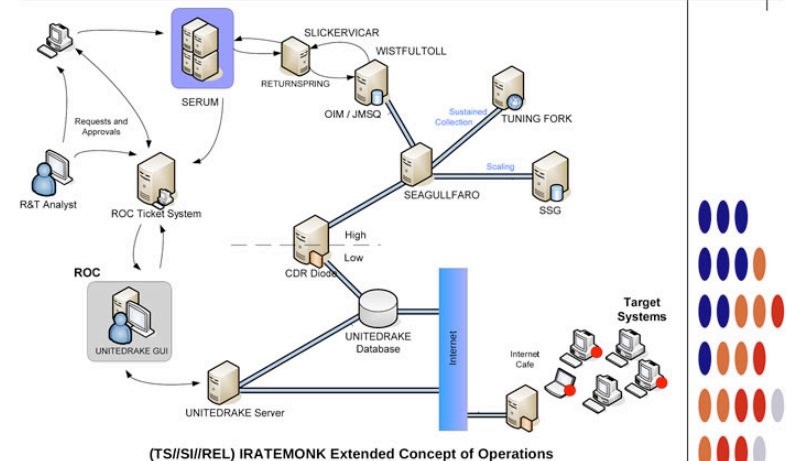 SLICKERVICAR
WISTFULTOLL
RETURNSPRING
SERUM
OIM / JMSQ
Sustained
Collection
TUNING FORK
Requests and
Approvals
Scaling
R&T Analyst
ROC Ticket System
SEAGULLFARO
SSG
High
Low
CDR Diode
ROC
UNITEDRAKE GUI
UNITEDRAKE
Database
Internet
Target
Systems
Internet
Cafe
UNITEDRAKE Server
(TS//SI//REL) IRATEMONK Extended Concept of Operations